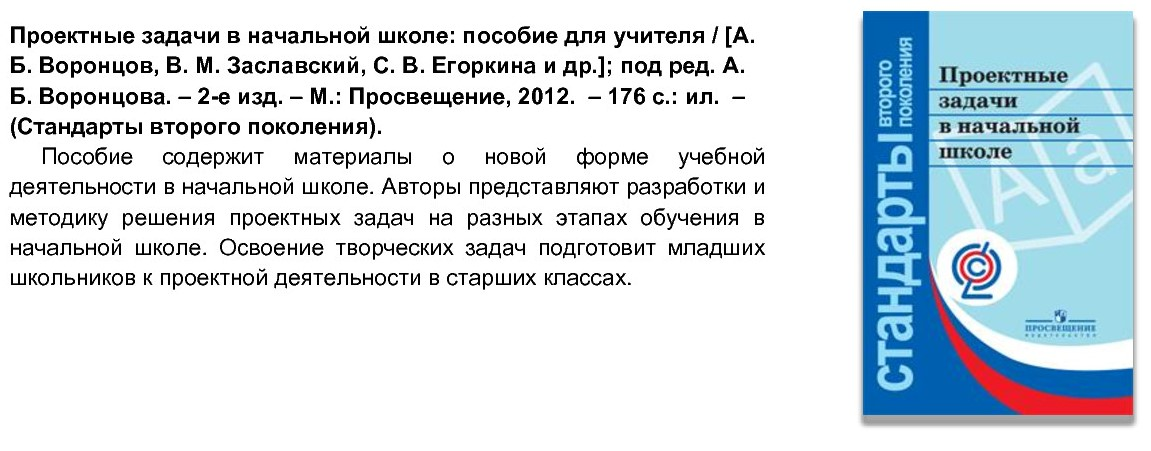 Проектные задачи в начальной школе: пособие для учителя / [А.
Б. Воронцов, В. М. Заславский, С. В. Егоркина и др.]; под ред. А.
Б. Воронцова. – 2-е изд. – М.: Просвещение, 2012.  – 176 с.: ил.  –
(Стандарты второго поколения).
Пособие содержит материалы о новой форме учебной
деятельности в начальной школе. Авторы представляют разработки и
методику решения проектных задач на разных этапах обучения в
начальной школе. Освоение творческих задач подготовит младших
школьников к проектной деятельности в старших классах.
стандарты
второго
поколения
Проектные
задачи
в начальной
школе
А а
С
ПРОСВЕЩЕНИЕ
ИЗДАТЕЛЬСТВО